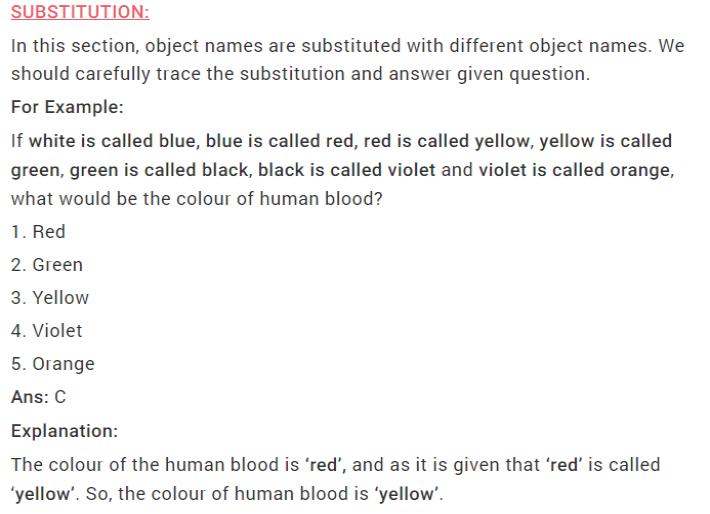 SUBSTITUTION:
In this section, object names are substituted with different object names. We
should carefully trace the substitution and answer given question.
For Example:
If white is called blue, blue is called red, red is called yellow, yellow is called
green, green is called black, black is called violet and violet is called orange,
what would be the colour of human blood?
1. Red
2. Green
3. Yellow
4. Violet
5. Orange
Ans: C
Explanation:
The colour of the human blood is ‘red’, and as it is given that ‘red’ is called
‘yellow’. So, the colour of human blood is ‘yellow’.